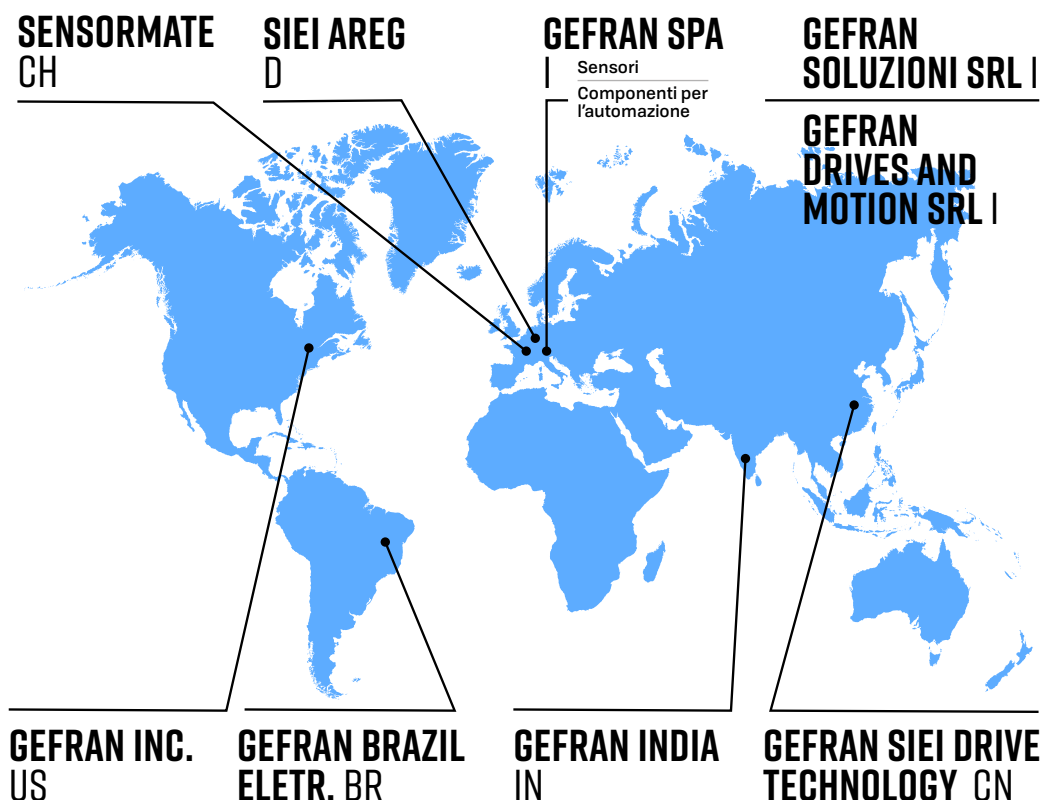 SENSORMATE
CH
SIEI AREG
D
GEFRAN SPA
I
Sensori
Componenti per
l'automazione
GEFRAN
SOLUZIONI SRL I
GEFRAN
DRIVES AND
MOTION SRL I
GEFRAN INC.
US
GEFRAN BRAZIL
ELETR. BR
GEFRAN INDIA
IN
GEFRAN SIEI DRIVE
TECHNOLOGY CN